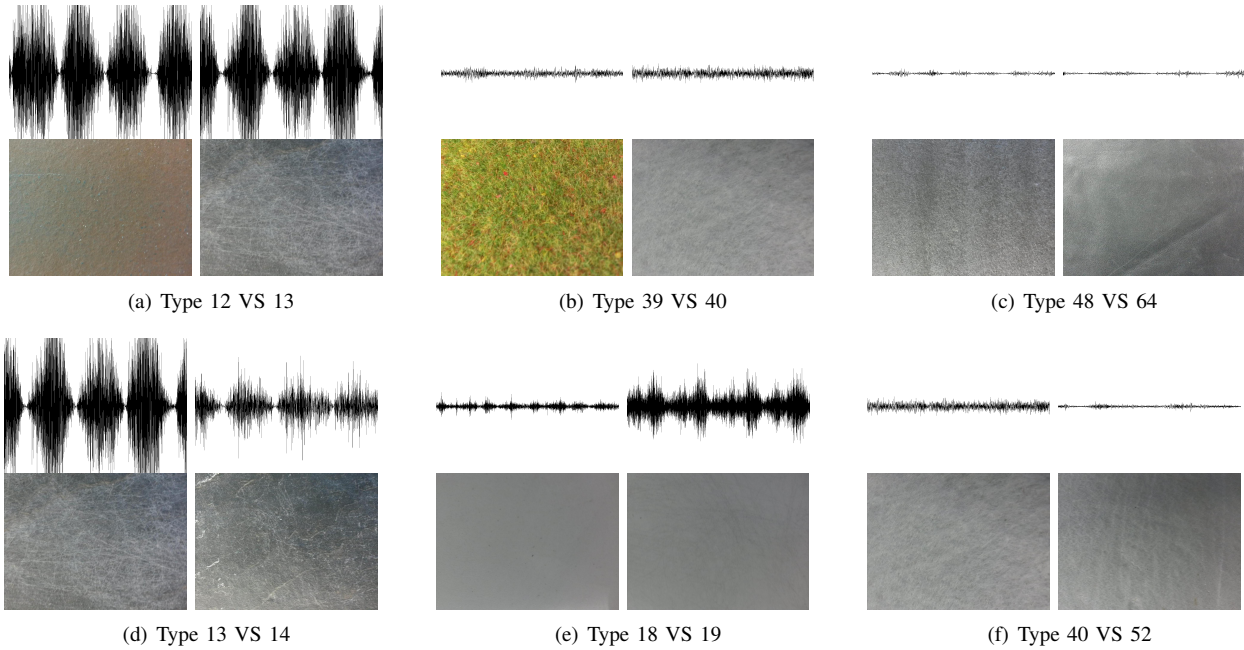 (a) Type 12 VS 13
(b) Type 39 VS 40
(c) Type 48 VS 64
(d) Type 13 VS 14
(e) Type 18 VS 19
(f) Type 40 VS 52